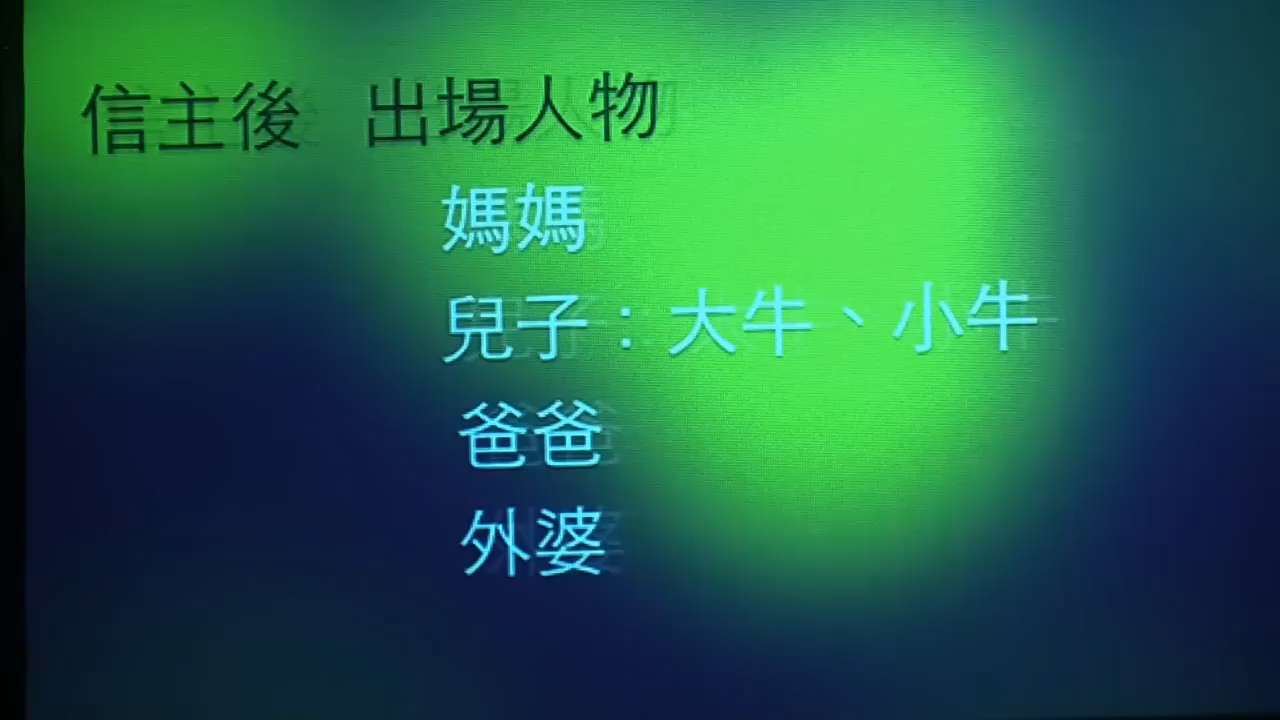 信主後 出場人物
媽媽
兒子：大牛、小牛
爸爸
外婆